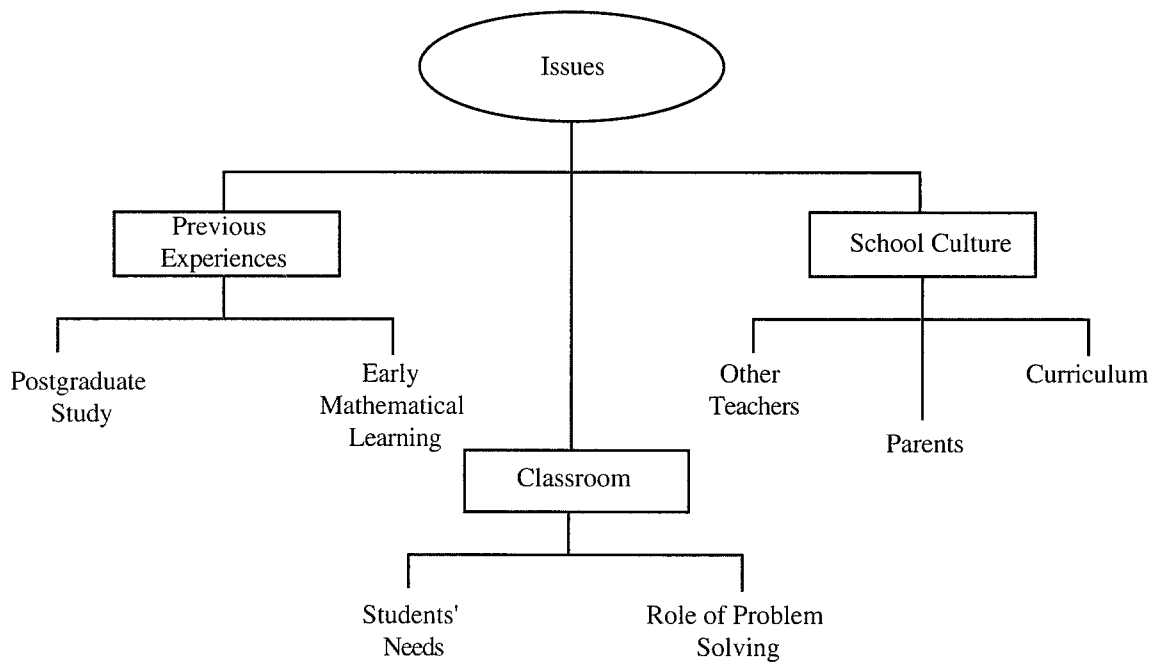 Issues
Previous
Experiences
School Culture
Postgraduate
Study
Early
Mathematical
Learning
Other
Teachers
Parents
Curriculum
Classroom
Students'
Needs
Role of Problem
Solving